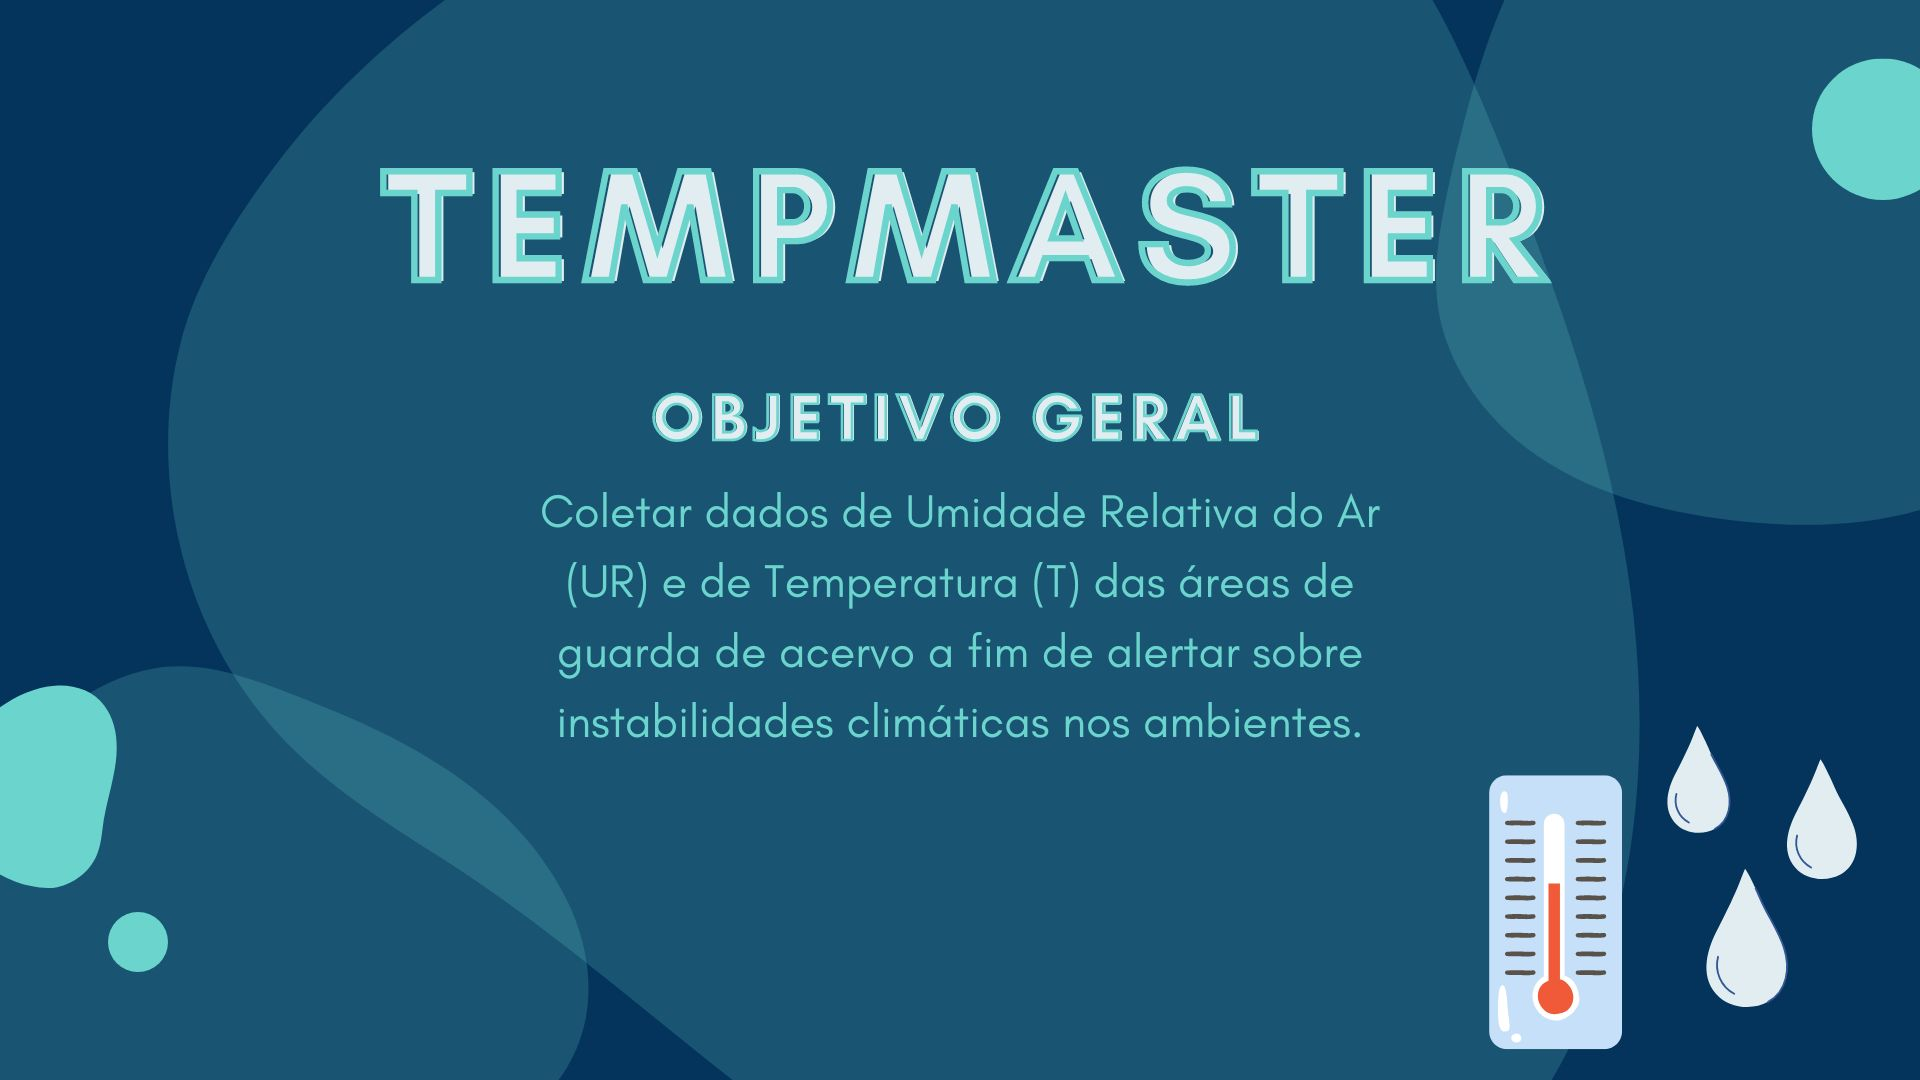 TEMPMASTER
OBJETIVO GERAL
Coletar dados de Umidade Relativa do Ar
(UR) e de Temperatura (T) das áreas de
guarda de acervo a fim de alertar sobre
instabilidades climáticas nos ambientes.